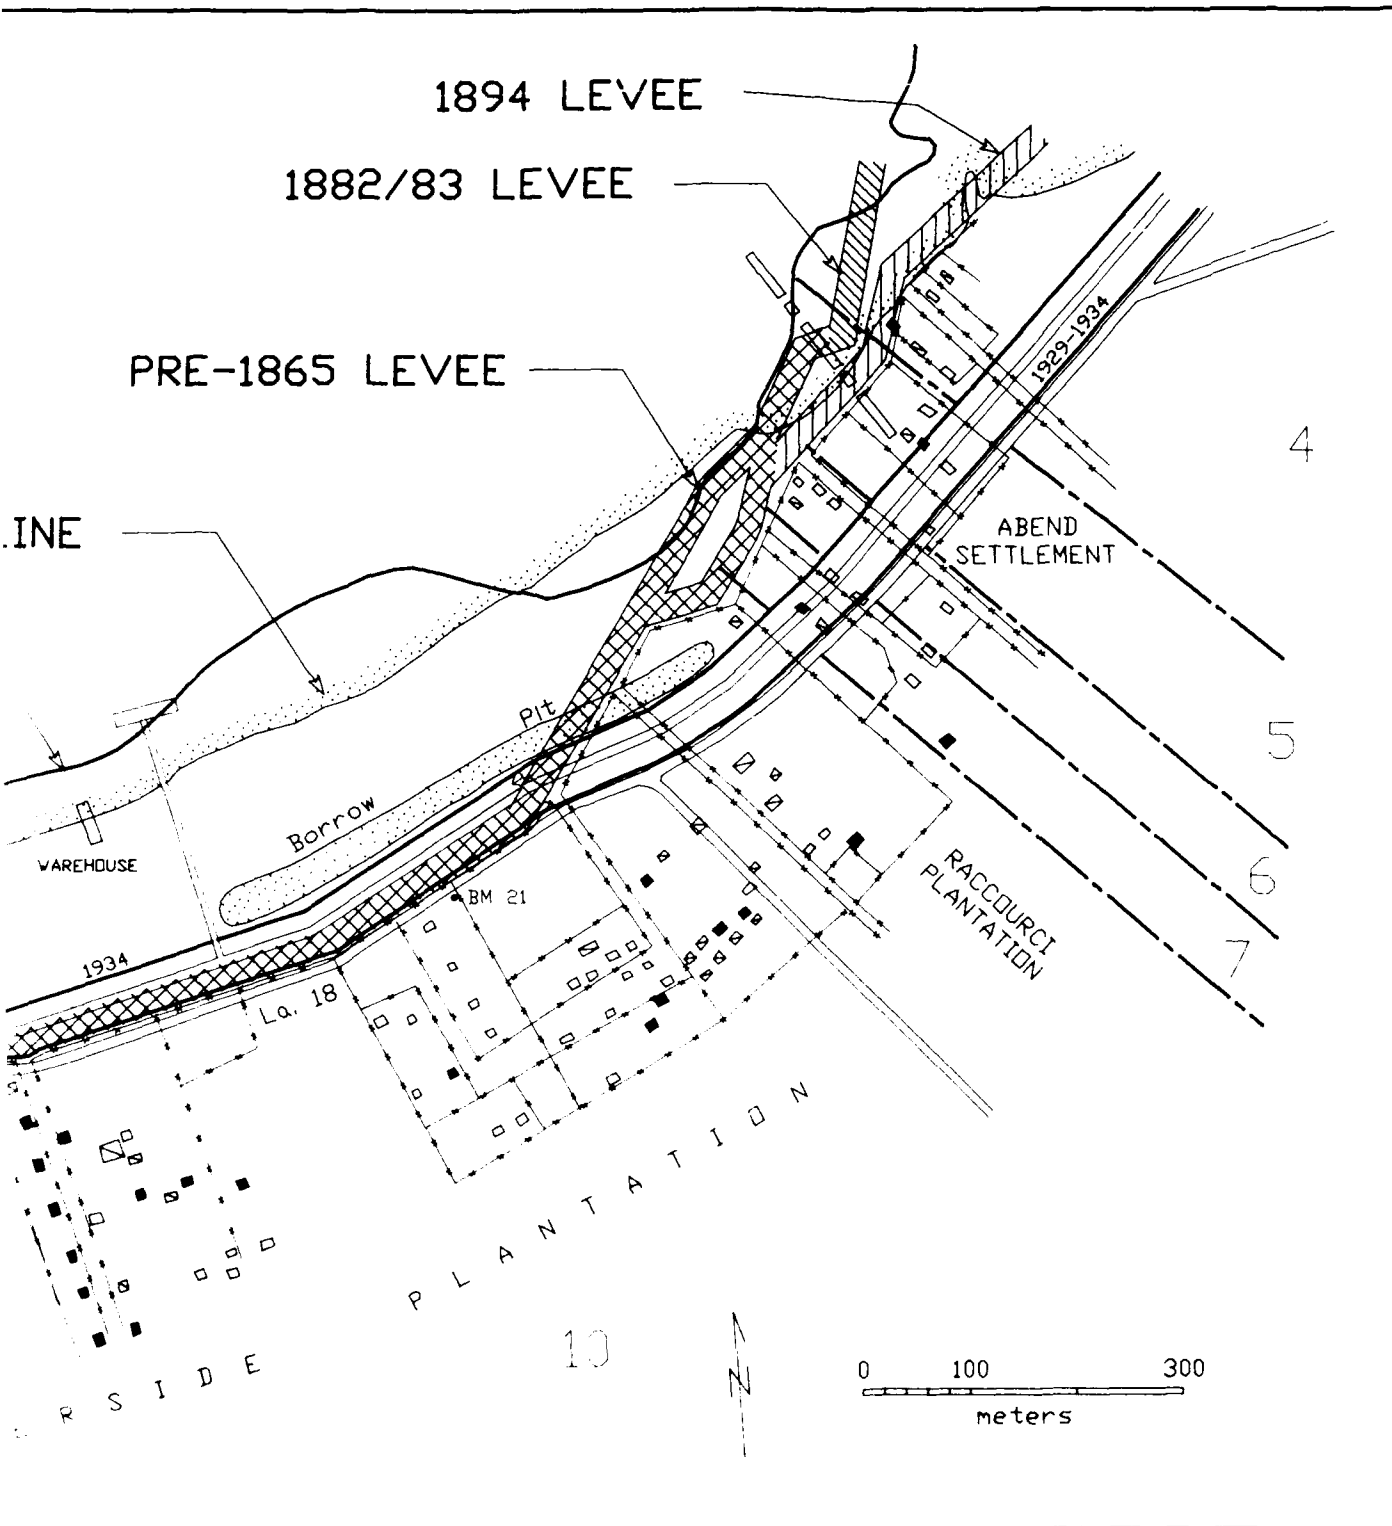 1894 LEVEE
1882/83 LEVEE
PRE-1865 LEVEE
1929-1934
4
.INE
ABEND
SETTLEMENT
Pit
5
Borrow
WAREHOUSE
6
RACCOURCI
PLANTATION
BM 21
7
1934
La. 18
PLANTATION
10
RSIDE
N
0 100 300
meters